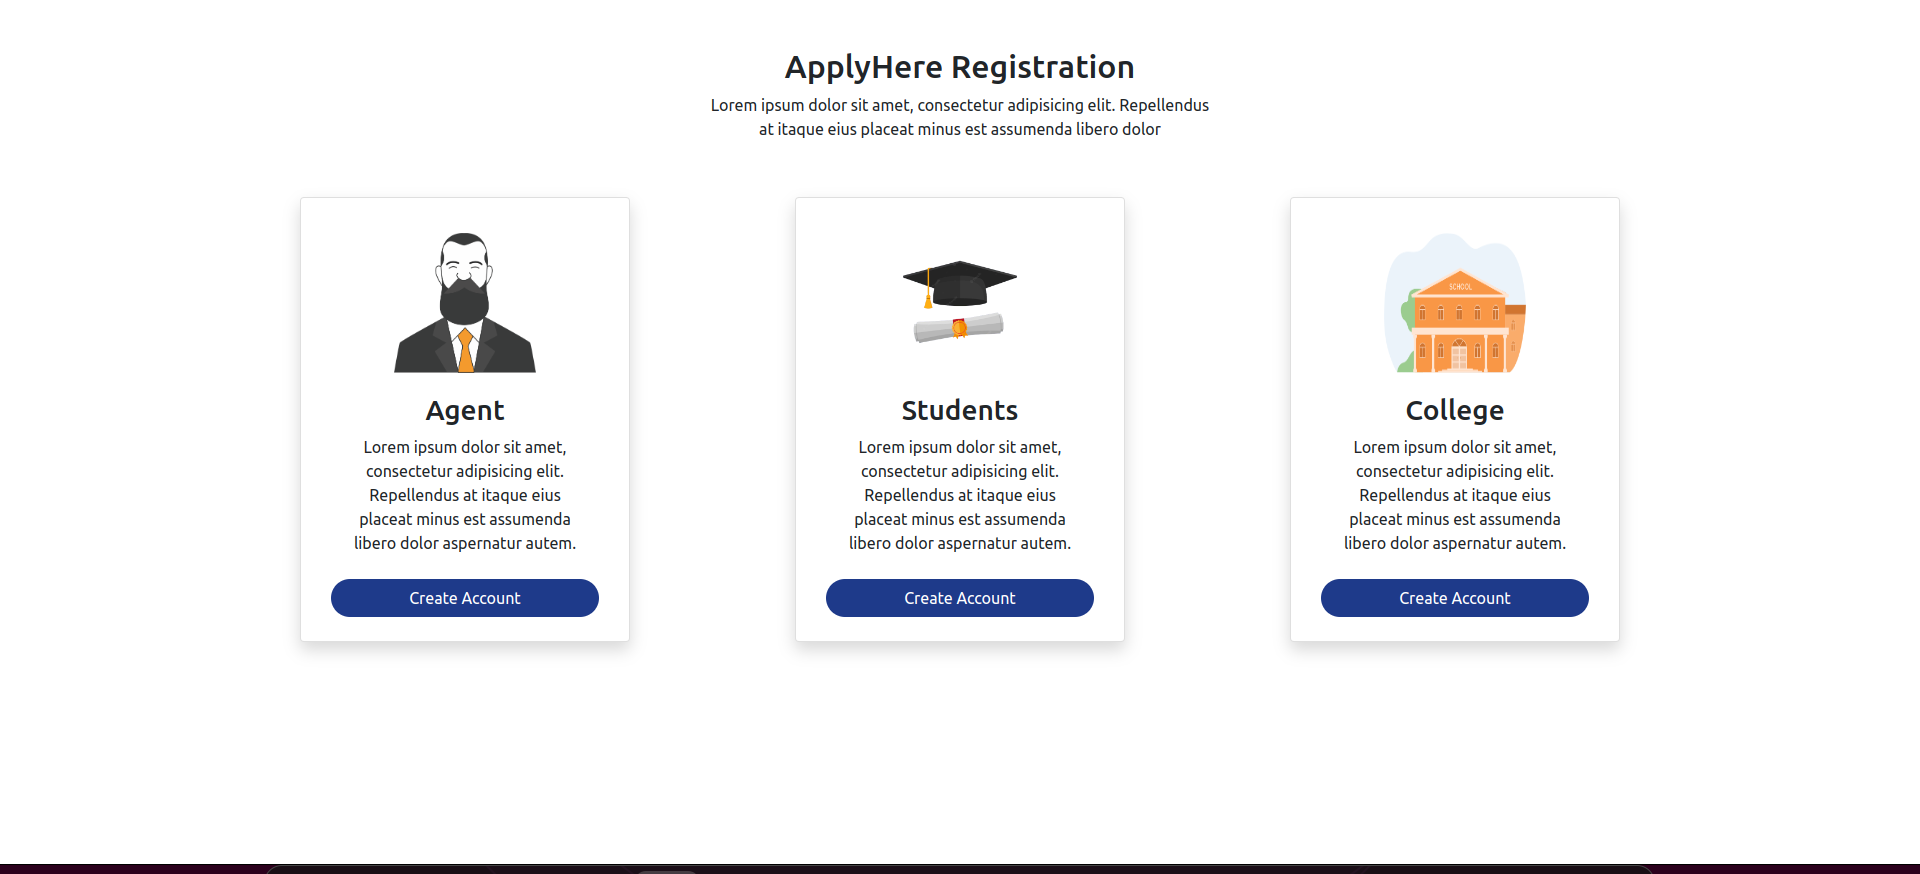 ApplyHere Registration
Lorem ipsum dolor sit amet, consectetur adipisicing elit. Repellendus
at itaque eius placeat minus est assumenda libero dolor
Agent
Lorem ipsum dolor sit amet,
consectetur adipisicing elit.
Repellendus at itaque eius
placeat minus est assumenda
libero dolor aspernatur autem.
Create Account
Students
Lorem ipsum dolor sit amet,
consectetur adipisicing elit.
Repellendus at itaque eius
placeat minus est assumenda
libero dolor aspernatur autem.
Create Account
SCHOOL
College
Lorem ipsum dolor sit amet,
consectetur adipisicing elit.
Repellendus at itaque eius
placeat minus est assumenda
libero dolor aspernatur autem.
Create Account